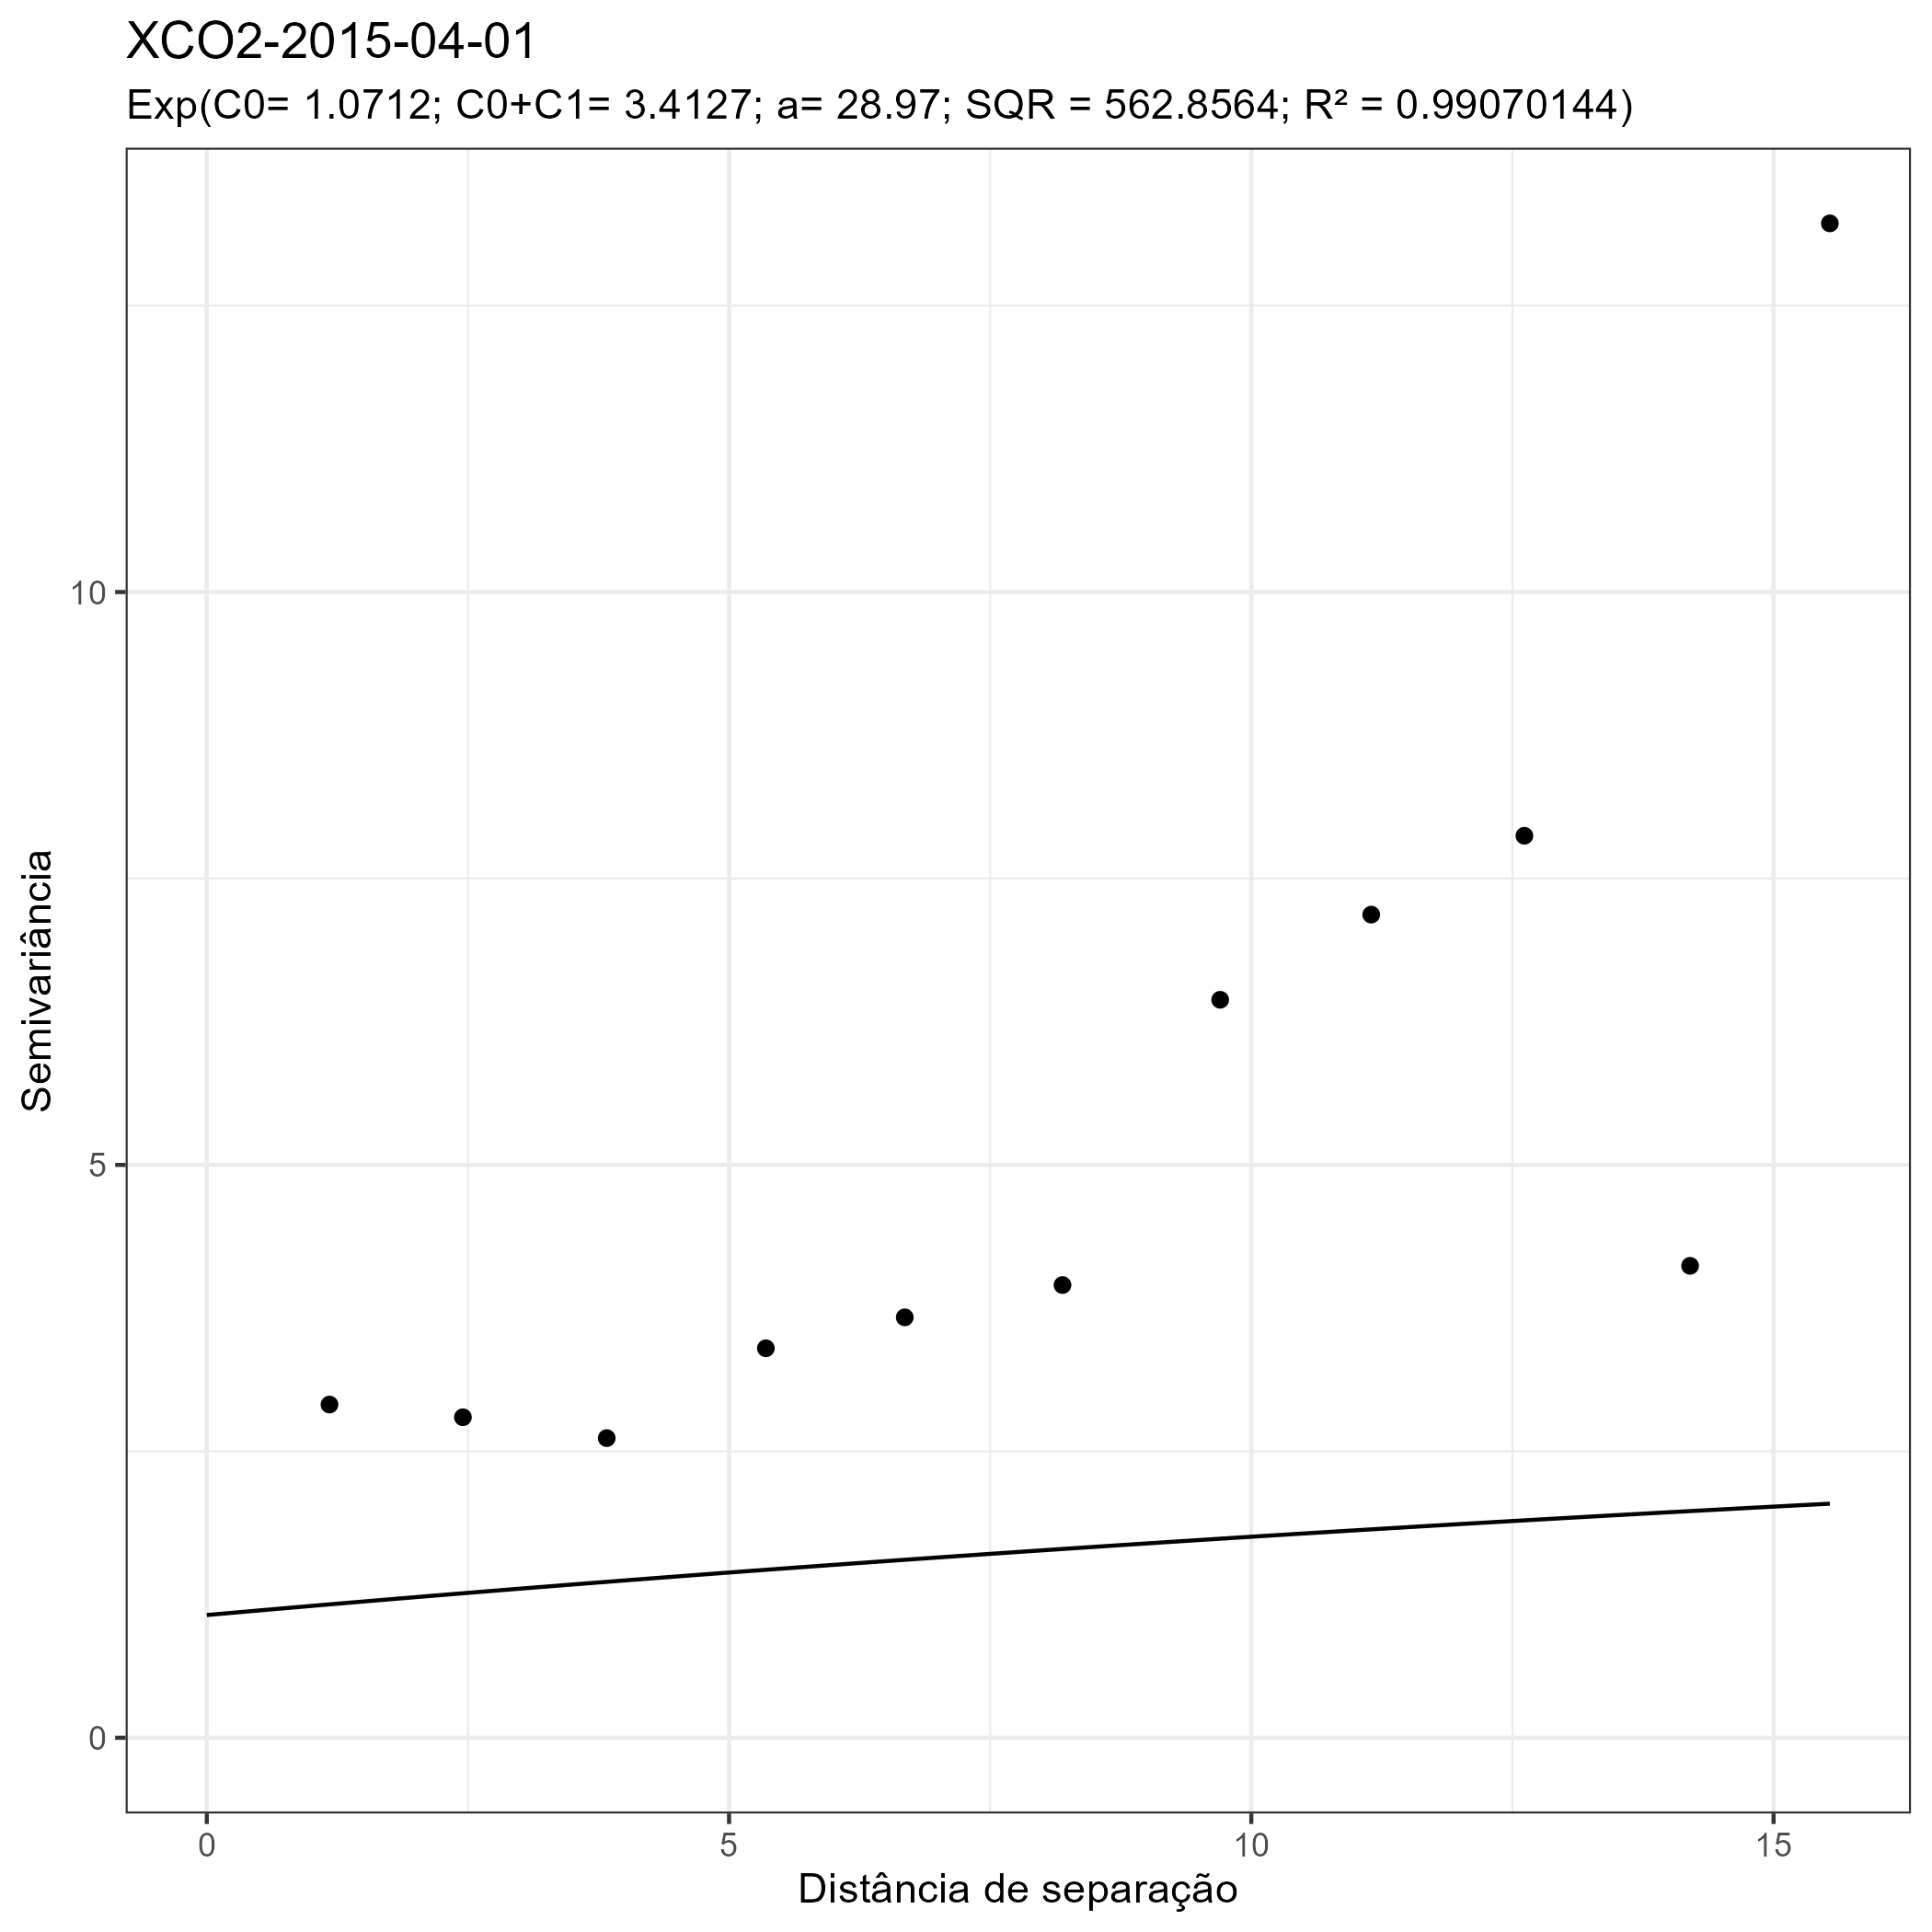 XCO2-2015-04-01
Exp(C0= 1.0712; C0+C1= 3.4127; a= 28.97; SQR = 562.8564; R² = 0.99070144)
10
5
0
Semivariância
0 5 10 15
Distância de separação